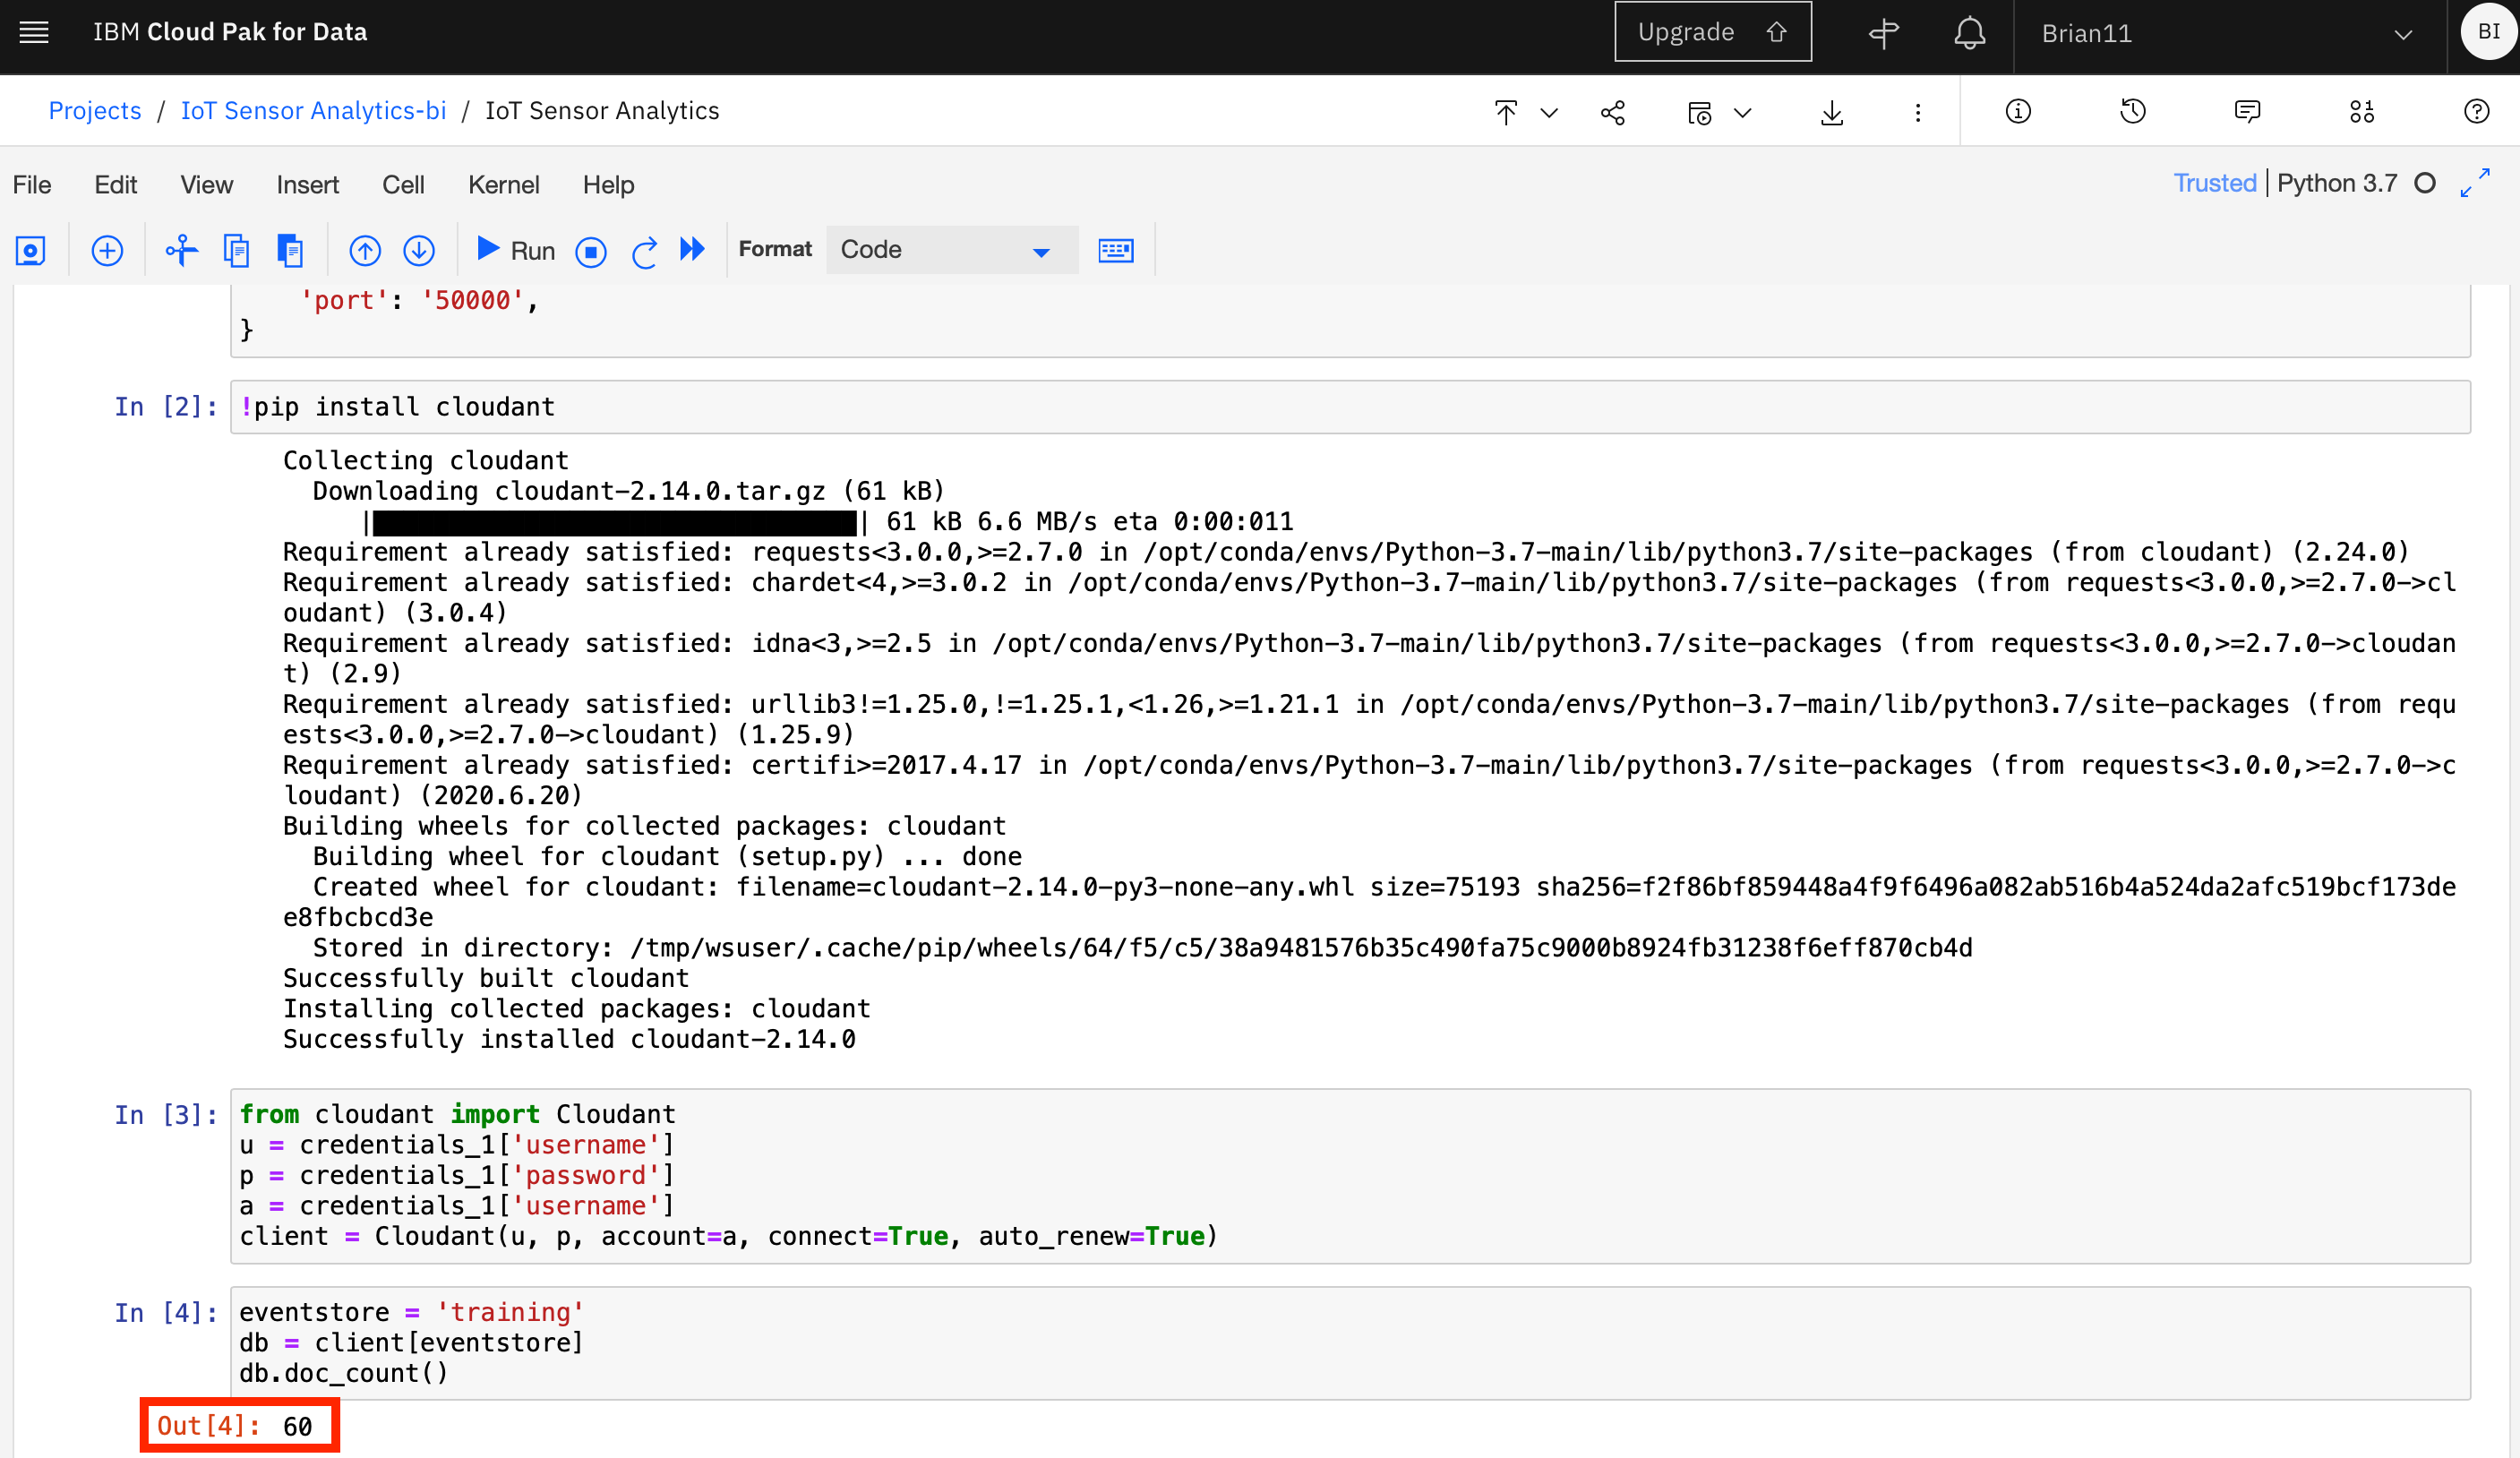 IBM Cloud Pak for Data
Upgrade
Brian11
BI
Projects / IoT Sensor Analytics-bi / IoT Sensor Analytics
File Edit View Insert Cell Kernel Help
Trusted | Python 3.7
Run
Format
Code
'port': '50000',
}
In [2]: !pip install cloudant
Collecting cloudant
Downloading cloudant-2.14.0.tar.gz (61 kB)
|████████████████████████████████| 61 kB 6.6 MB/s eta 0:00:011
Requirement already satisfied: requests<3.0.0,>=2.7.0 in /opt/conda/envs/Python-3.7-main/lib/python3.7/site-packages (from cloudant) (2.24.0)
Requirement already satisfied: chardet<4,>=3.0.2 in /opt/conda/envs/Python-3.7-main/lib/python3.7/site-packages (from requests<3.0.0,>=2.7.0->cl
oudant) (3.0.4)
Requirement already satisfied: idna<3,>=2.5 in /opt/conda/envs/Python-3.7-main/lib/python3.7/site-packages (from requests<3.0.0,>=2.7.0->cloudan
t) (2.9)
Requirement already satisfied: urllib3!=1.25.0,!=1.25.1,<1.26,>=1.21.1 in /opt/conda/envs/Python-3.7-main/lib/python3.7/site-packages (from requ
ests<3.0.0,>=2.7.0->cloudant) (1.25.9)
Requirement already satisfied: certifi>=2017.4.17 in /opt/conda/envs/Python-3.7-main/lib/python3.7/site-packages (from requests<3.0.0,>=2.7.0->c
loudant) (2020.6.20)
Building wheels for collected packages: cloudant
Building wheel for cloudant (setup.py) ... done
Created wheel for cloudant: filename=cloudant-2.14.0-py3-none-any.whl size=75193 sha256=f2f86bf859448a4f9f6496a082ab516b4a524da2afc519bcf173de
e8fbcbcd3e
Stored in directory: /tmp/wsuser/.cache/pip/wheels/64/f5/c5/38a9481576b35c490fa75c9000b8924fb31238f6eff870cb4d
Successfully built cloudant
Installing collected packages: cloudant
Successfully installed cloudant-2.14.0
In [3]: from cloudant import Cloudant
u = credentials_1['username']
p = credentials_1['password']
a = credentials_1['username']
client = Cloudant(u, p, account=a, connect=True, auto_renew=True)
In [4]: eventstore = 'training'
db = client[eventstore]
db.doc_count()
Out[4]: 60